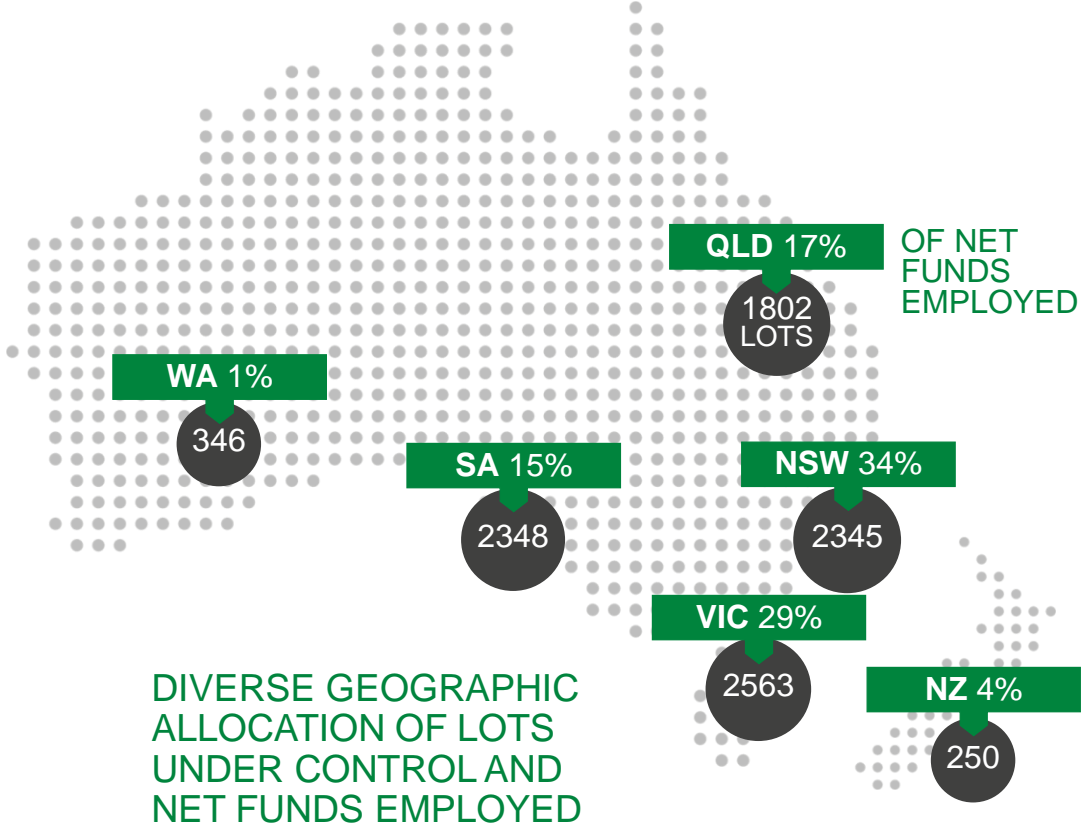 QLD 17%
OF NET
FUNDS
EMPLOYED
1802
LOTS
WA 1%
346
SA 15%
2348
NSW 34%
2345
VIC 29%
2563
NZ 4%
250
DIVERSE GEOGRAPHIC
ALLOCATION OF LOTS
UNDER CONTROL AND
NET FUNDS EMPLOYED